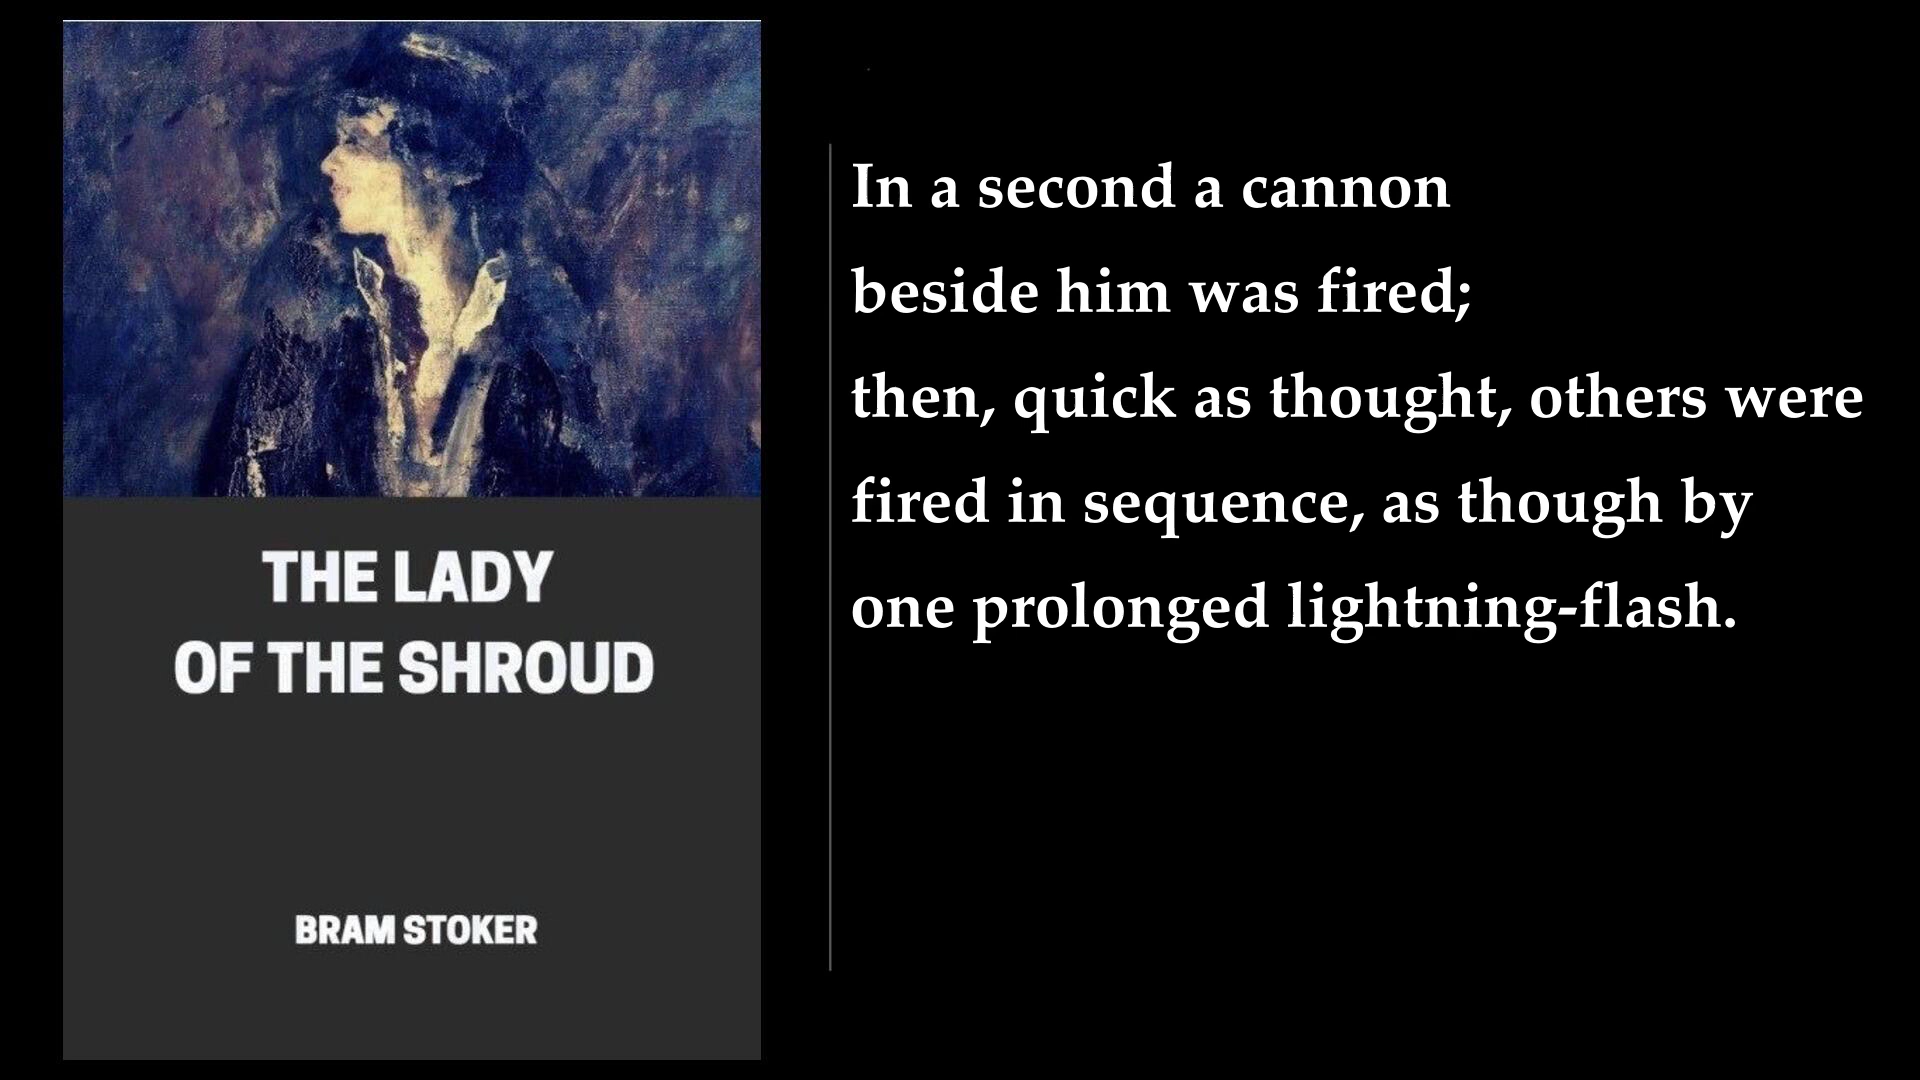 THE LADY
OF THE SHROUD
BRAM STOKER
In a second a cannon
beside him was fired;
then, quick as thought, others were
fired in sequence, as though by
one prolonged lightning-flash.